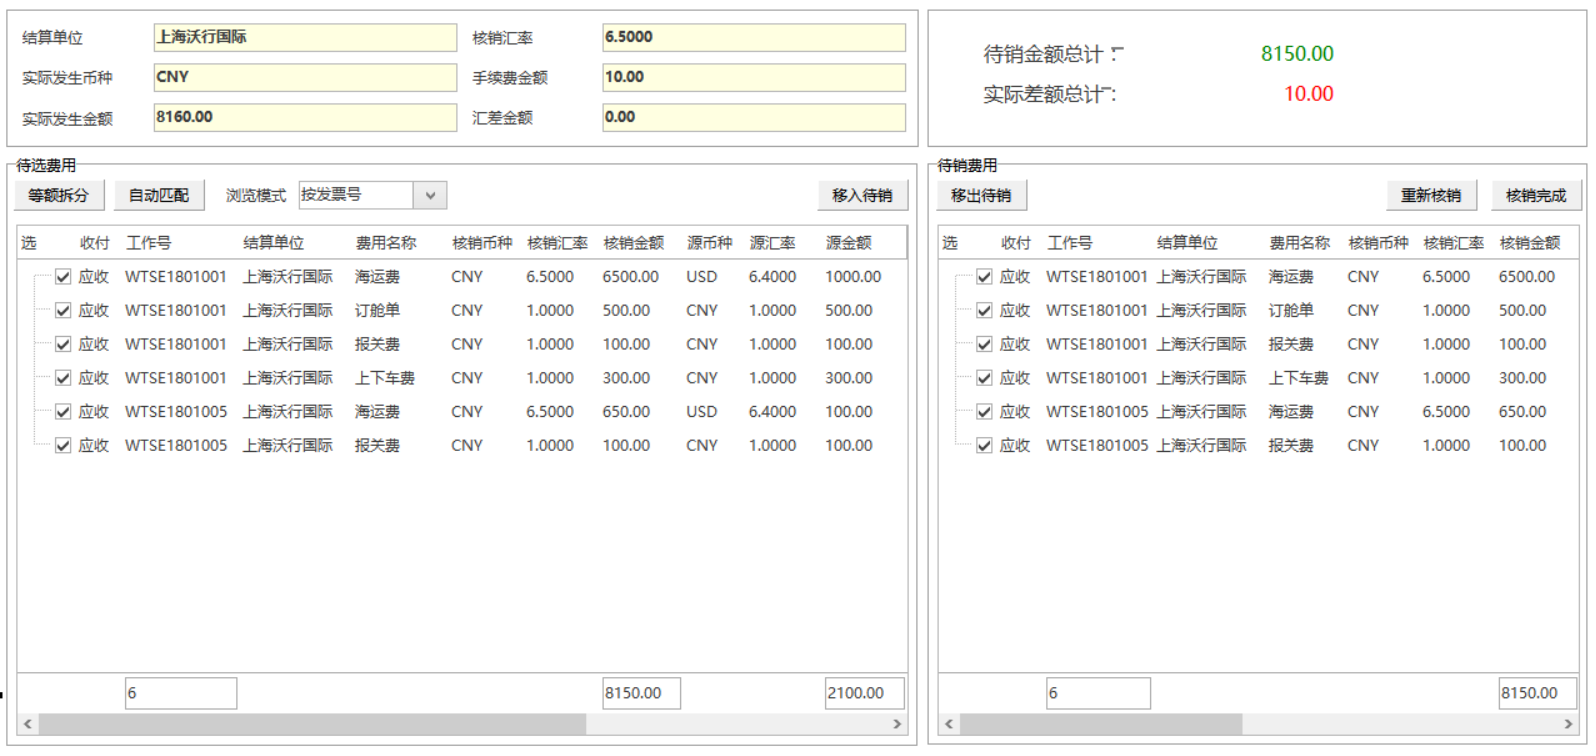 结算单位 上海沃行国际 核销汇率 6.5000
实际发生币种 CNY 手续费金额 10.00
实际发生金额 8160.00 汇差金额 0.00
待销金额总计： 8150.00
实际差额总计： 10.00
待选费用
等额拆分 自动匹配 浏览模式 按发票号 移入待销
选 收付 工作号 结算单位 费用名称 核销币种 核销汇率 核销金额 源币种 源汇率 源金额
应收 WTSE1801001 上海沃行国际 海运费 CNY 6.5000 6500.00 USD 6.4000 1000.00
应收 WTSE1801001 上海沃行国际 订舱单 CNY 1.0000 500.00 CNY 1.0000 500.00
应收 WTSE1801001 上海沃行国际 报关费 CNY 1.0000 100.00 CNY 1.0000 100.00
应收 WTSE1801001 上海沃行国际 上下车费 CNY 1.0000 300.00 CNY 1.0000 300.00
应收 WTSE1801005 上海沃行国际 海运费 CNY 6.5000 650.00 USD 6.4000 100.00
应收 WTSE1801005 上海沃行国际 报关费 CNY 1.0000 100.00 CNY 1.0000 100.00
6 8150.00 2100.00
待销费用
移出待销 重新核销 核销完成
选 收付 工作号 结算单位 费用名称 核销币种 核销汇率 核销金额
应收 WTSE1801001 上海沃行国际 海运费 CNY 6.5000 6500.00
应收 WTSE1801001 上海沃行国际 订舱单 CNY 1.0000 500.00
应收 WTSE1801001 上海沃行国际 报关费 CNY 1.0000 100.00
应收 WTSE1801001 上海沃行国际 上下车费 CNY 1.0000 300.00
应收 WTSE1801005 上海沃行国际 海运费 CNY 6.5000 650.00
应收 WTSE1801005 上海沃行国际 报关费 CNY 1.0000 100.00
6 8150.00